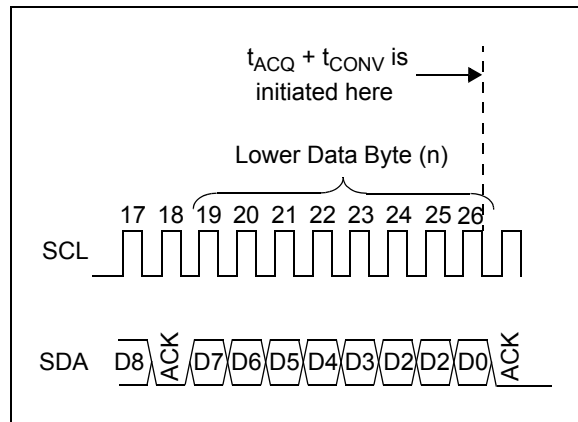 tACQ + tCONV is
initiated here
Lower Data Byte (n)
17 18 19 20 21 22 23 24 25 26
SCL
SDA D8 ACK D7 D6 D5 D4 D3 D2 D2 D0 ACK